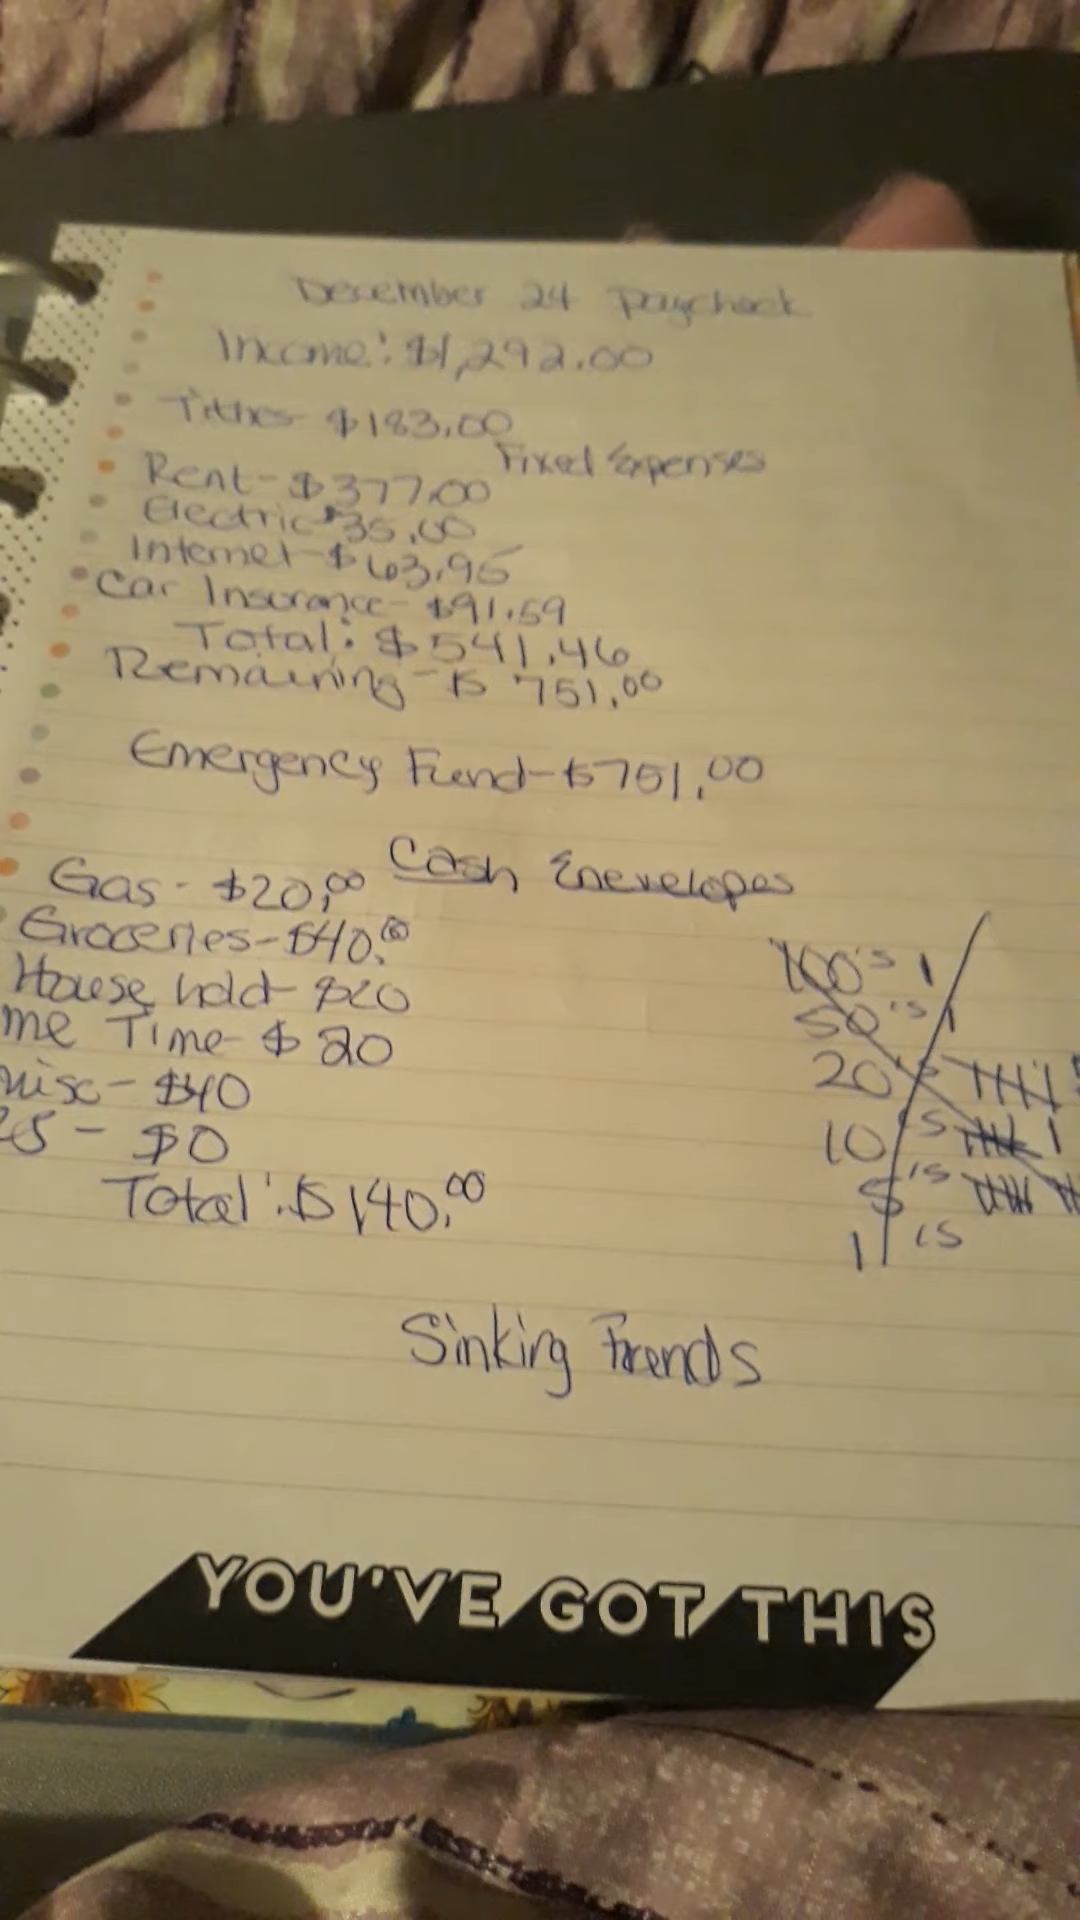 December 24 Paycheck
Income: $1,292.00
Tithes- $183.00
Fixed Expenses
Rent- $377.00
Electric $35.00
Internet- $63.95
Car Insurance- $91.59
Total: $541.46
Remaining- $751.00
Emergency Fund- $751.00
Cash Enevelopes
Gas- $20.00
Groceries- $40.00
House hold- $20
me Time- $20
misc- $40
- $0
Total: $140.00
100's 1
50's 1
20's
10's
5's
1's
Sinking Funds
YOU'VE GOT THIS